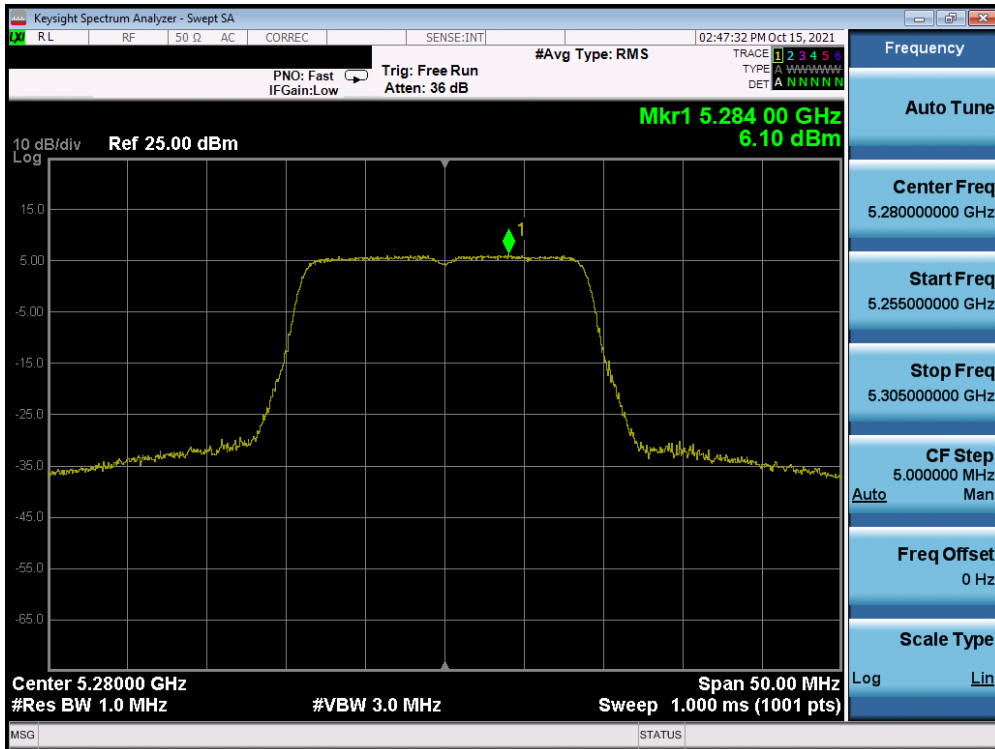 Keysight Spectrum Analyzer - Swept SA
LXI RL RF 50 Ω AC CORREC SENSE:INT 02:47:32 PM Oct 15, 2021
#Avg Type: RMS
TRACE 1 2 3 4 5 6
TYPE A WWWWW
DET A N N N N N
PNO: Fast
IFGain:Low
Trig: Free Run
Atten: 36 dB
Mkr1 5.284 00 GHz
6.10 dBm
10 dB/div
Log
Ref 25.00 dBm
1
15.0
5.00
-5.00
-15.0
-25.0
-35.0
-45.0
-55.0
-65.0
Center 5.28000 GHz
Span 50.00 MHz
#Res BW 1.0 MHz
#VBW 3.0 MHz
Sweep 1.000 ms (1001 pts)
MSG
STATUS
Frequency
Auto Tune
Center Freq
5.280000000 GHz
Start Freq
5.255000000 GHz
Stop Freq
5.305000000 GHz
CF Step
5.000000 MHz
Auto Man
Freq Offset
0 Hz
Scale Type
Log Lin